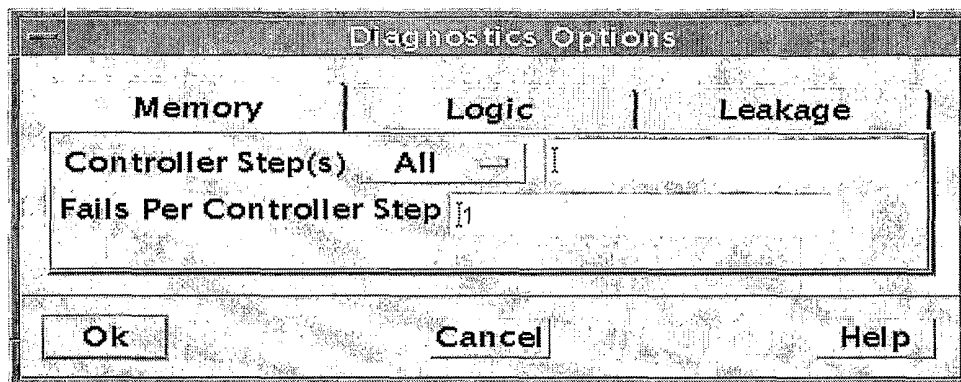 Diagnostics Options
Memory Logic Leakage
Controller Step(s) All
Fails Per Controller Step 1
Ok Cancel Help